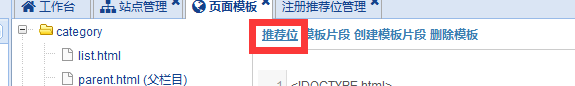 工作台 站点管理 页面模板 注册推荐位管理
category
推荐位 模板片段 创建模板片段 删除模板
list.html
parent.html (父栏目)
1 <!DOCTYPE html>